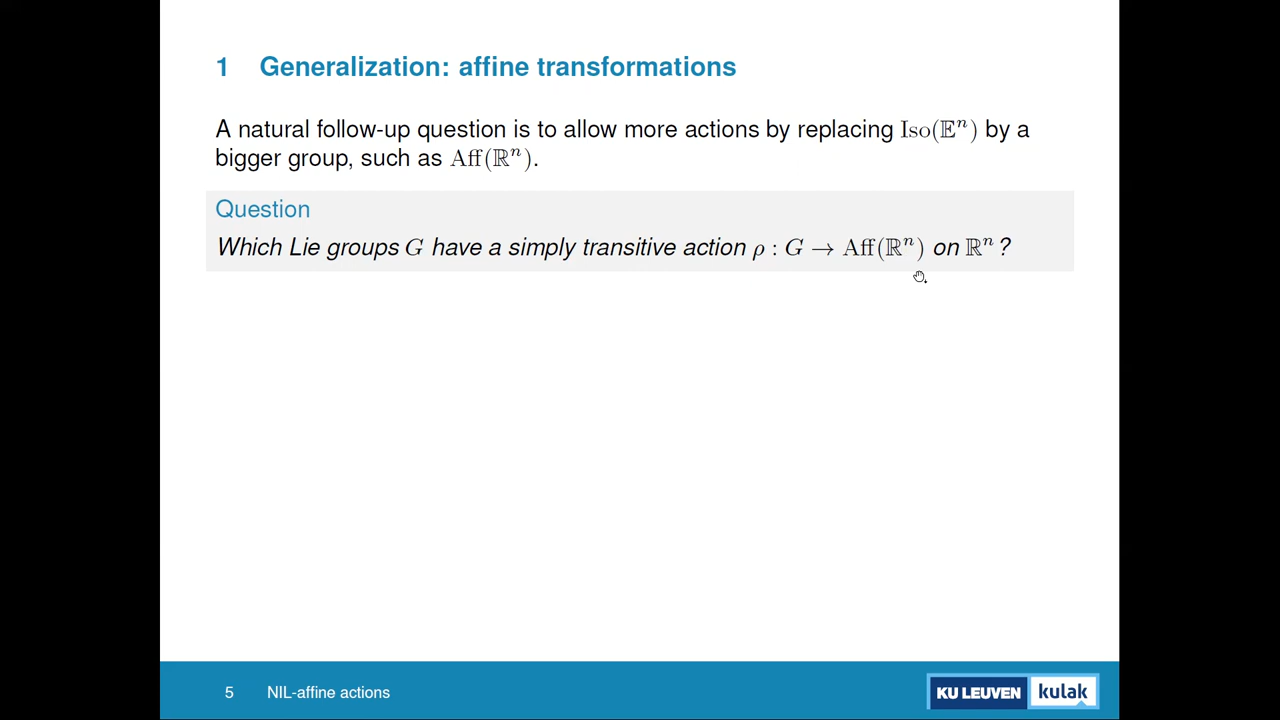 1 Generalization: affine transformations
A natural follow-up question is to allow more actions by replacing Iso(𝔼ⁿ) by a
bigger group, such as Aff(ℝⁿ).
Question
Which Lie groups G have a simply transitive action ρ : G → Aff(ℝⁿ) on ℝⁿ ?
5 NIL-affine actions
KU LEUVEN kulak